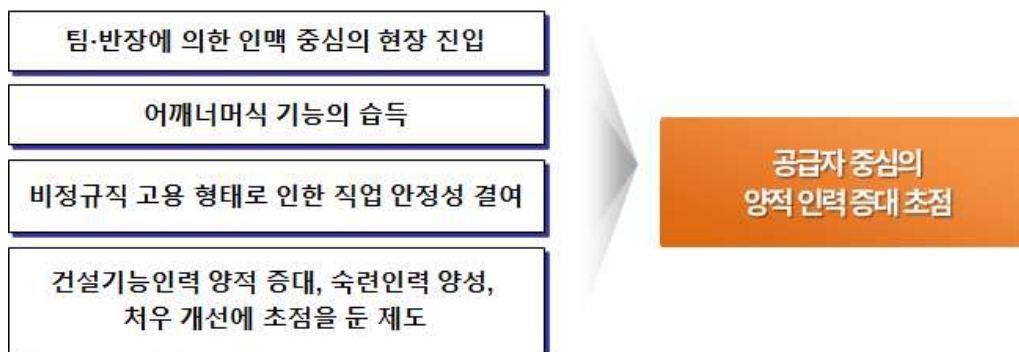 팀·반장에 의한 인맥 중심의 현장 진입
어깨너머식 기능의 습득
비정규직 고용 형태로 인한 직업 안정성 결여
건설기능인력 양적 증대, 숙련인력 양성,
처우 개선에 초점을 둔 제도
공급자 중심의
양적 인력 증대 초점